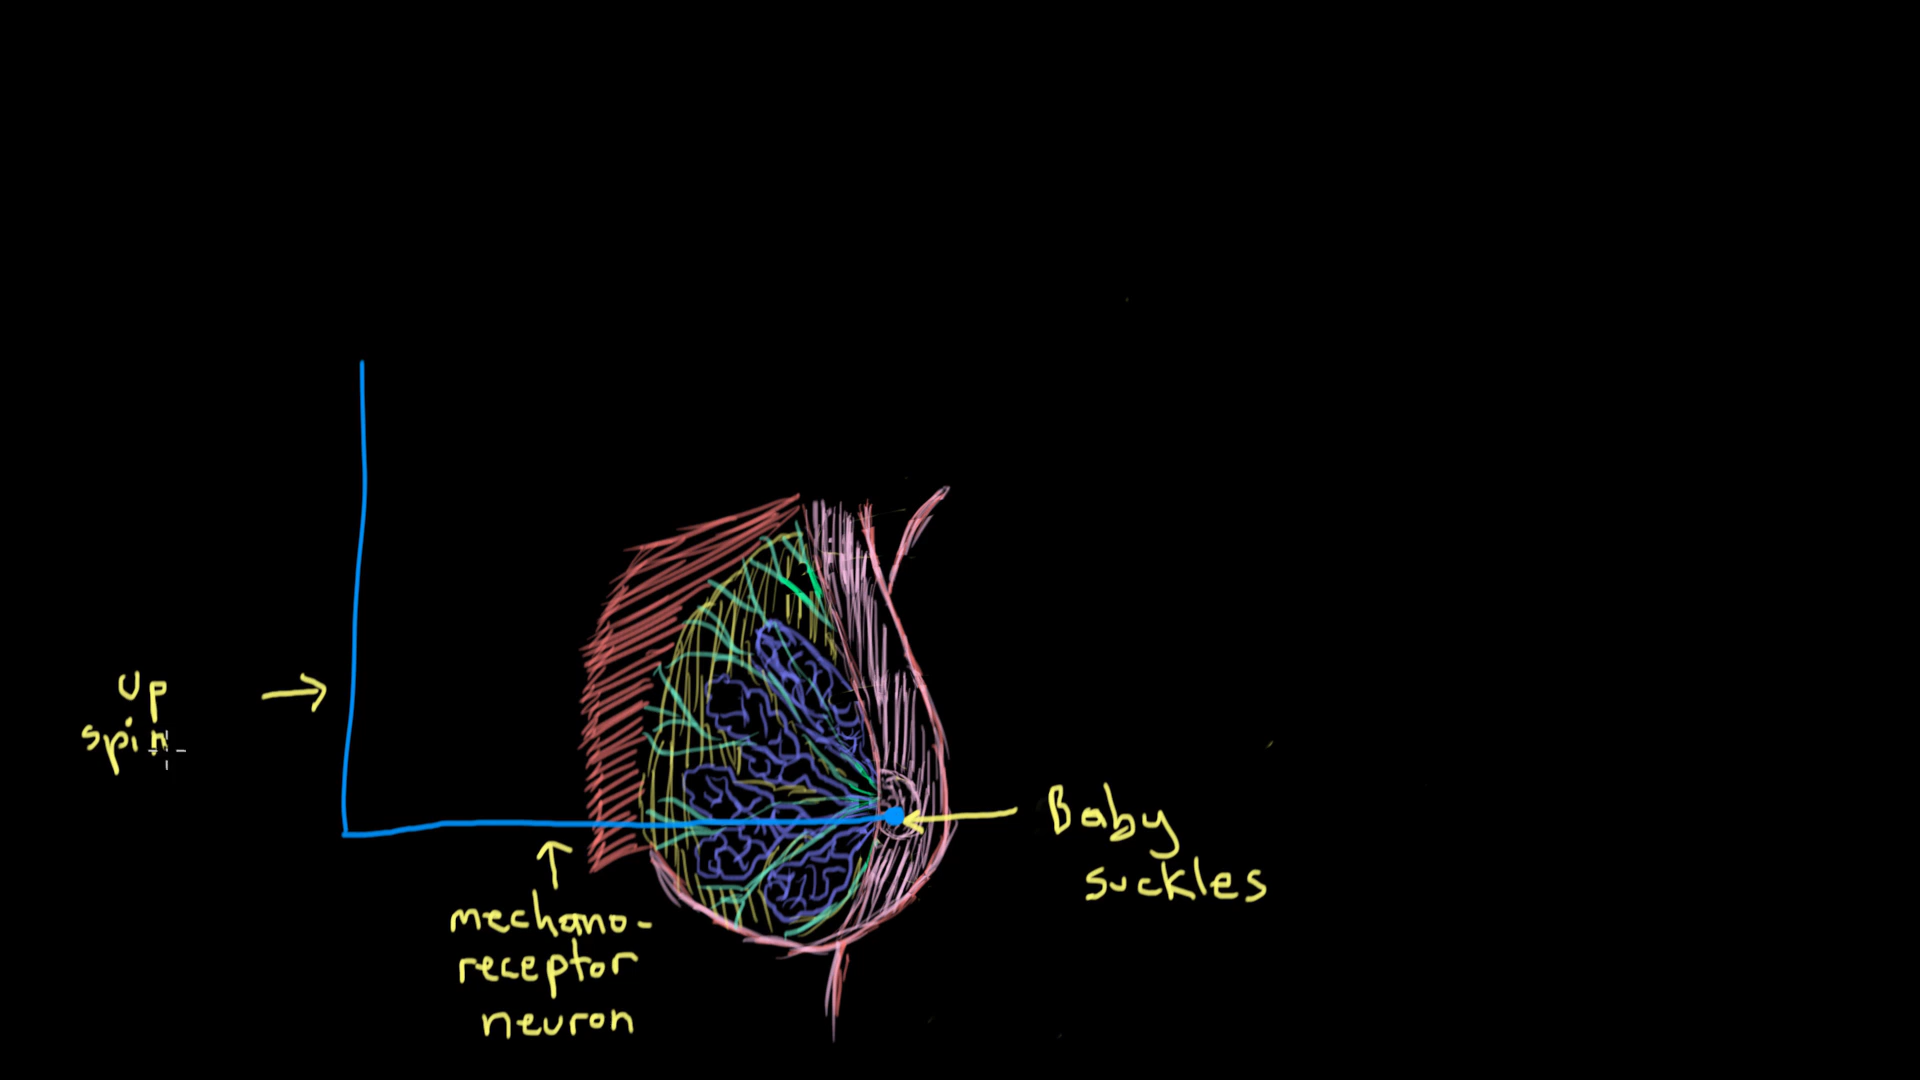 Up
spin
Baby
suckles
mechano-
receptor
neuron